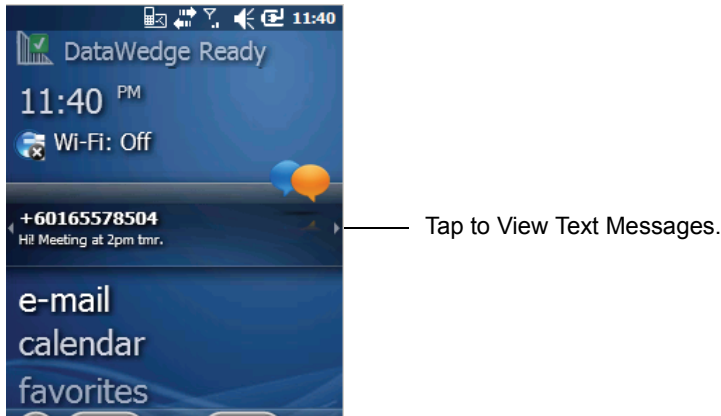 11:40
DataWedge Ready
11:40 PM
Wi-Fi: Off
+60165578504
Hi! Meeting at 2pm tmr.
Tap to View Text Messages.
e-mail
calendar
favorites